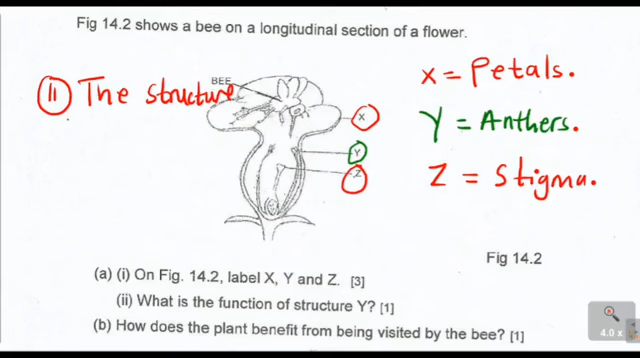 Fig 14.2 shows a bee on a longitudinal section of a flower.
BEE
(ii) The structure
X = Petals.
X
Y = Anthers.
Y
Z = Stigma.
Z
Fig 14.2
(a) (i) On Fig. 14.2, label X, Y and Z. [3]
(ii) What is the function of structure Y? [1]
(b) How does the plant benefit from being visited by the bee? [1]
4.0 x